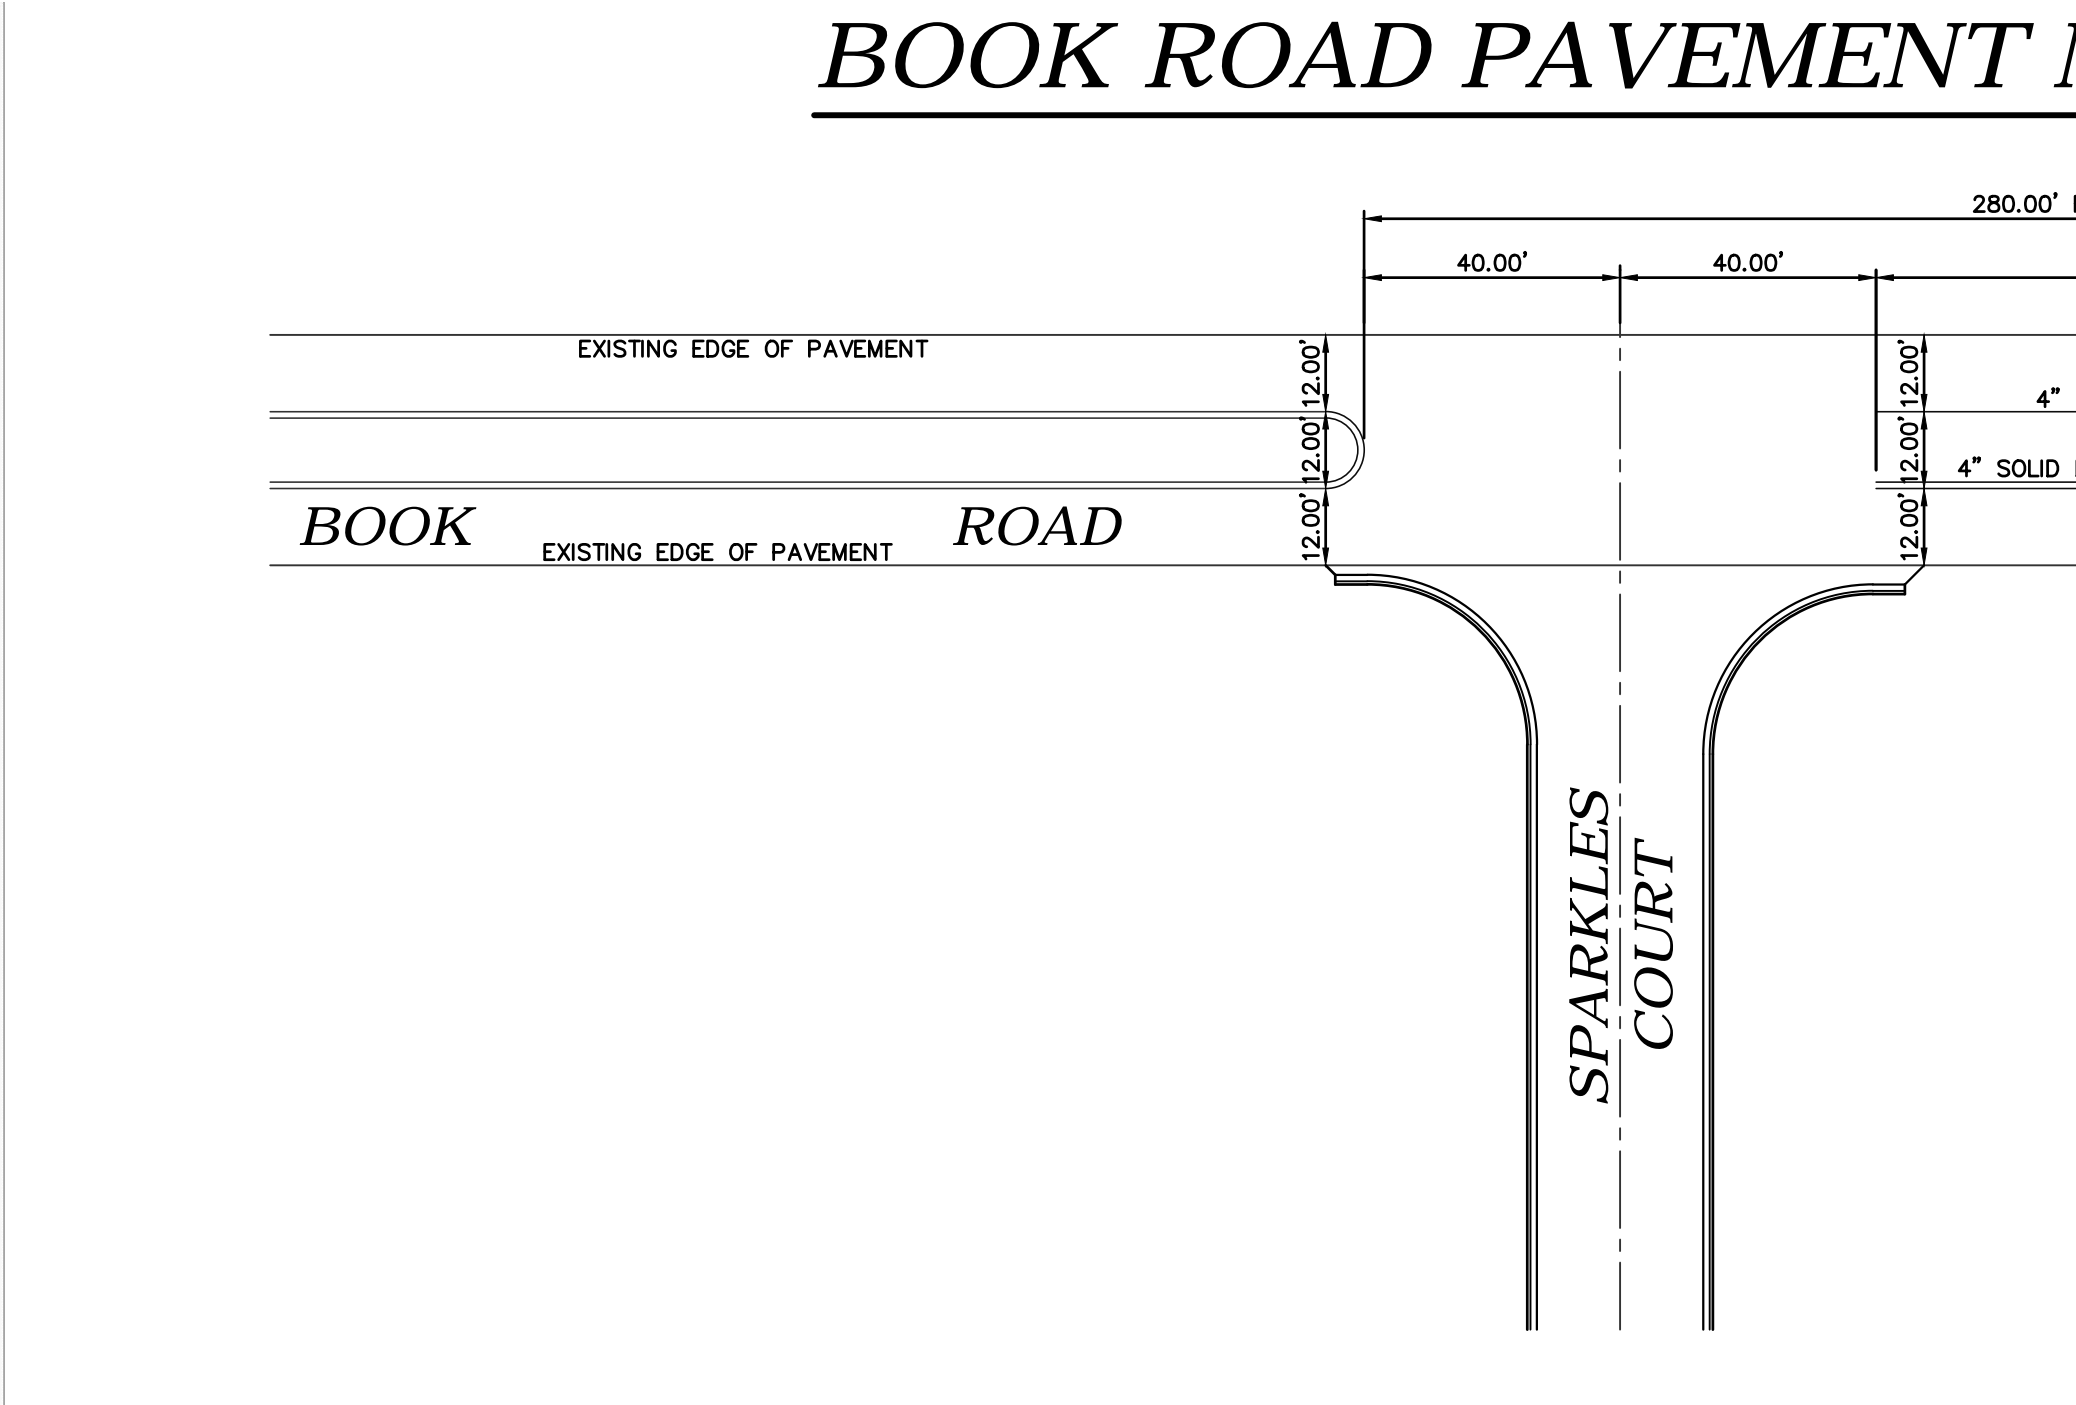 BOOK ROAD PAVEMENT
280.00'
40.00' 40.00'
EXISTING EDGE OF PAVEMENT
12.00' 12.00'
4"
12.00' 12.00'
4" SOLID
BOOK ROAD
12.00' 12.00'
EXISTING EDGE OF PAVEMENT
SPARKLES
COURT